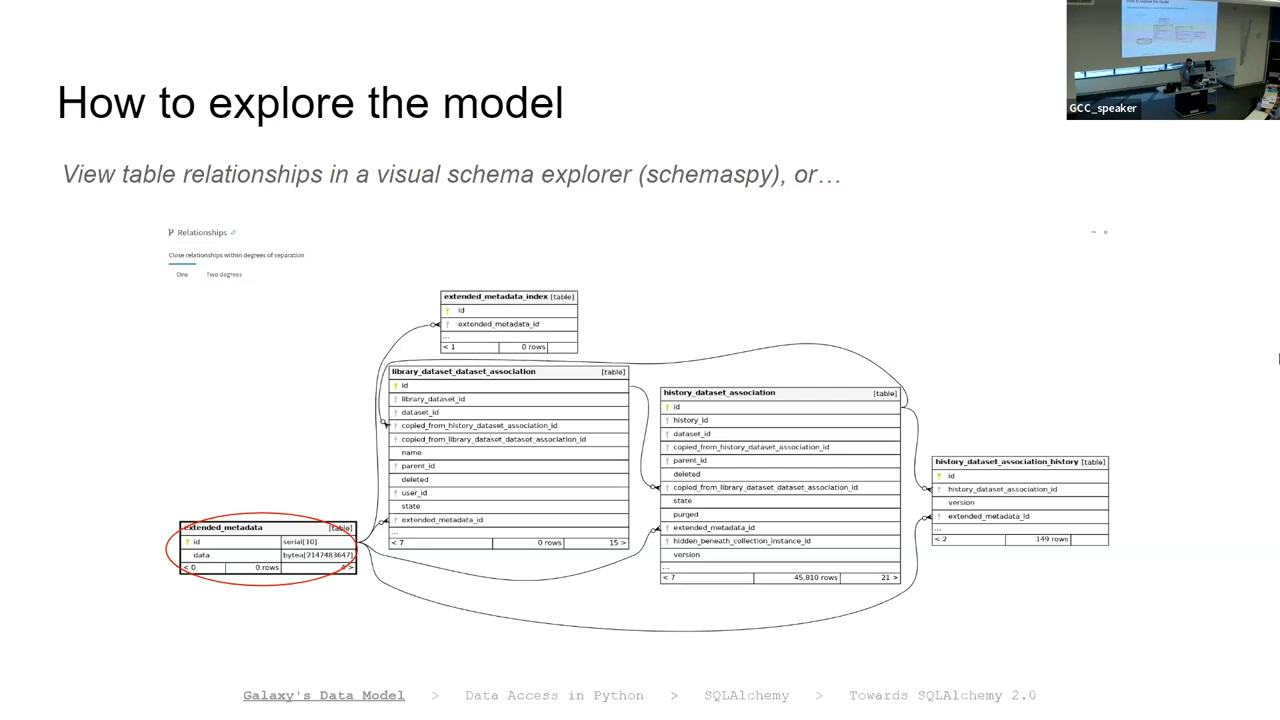 How to explore the model
GCC_speaker
View table relationships in a visual schema explorer (schemaspy), or…
Relationships
Close relationships within degrees of separation
One
Two degrees
extended_metadata_index [table]
id
extended_metadata_id
...
< 1 0 rows
library_dataset_dataset_association [table]
id
library_dataset_id
dataset_id
copied_from_history_dataset_association_id
copied_from_library_dataset_dataset_association_id
name
parent_id
deleted
user_id
state
extended_metadata_id
...
< 7 0 rows 15 >
history_dataset_association [table]
id
history_id
dataset_id
copied_from_history_dataset_association_id
parent_id
deleted
copied_from_library_dataset_dataset_association_id
state
purged
extended_metadata_id
hidden_beneath_collection_instance_id
version
...
< 7 45,810 rows 21 >
history_dataset_association_history [table]
id
history_dataset_association_id
version
extended_metadata_id
...
< 2 149 rows
extended_metadata [table]
id serial[10]
data bytea[2147483647]
< 0 0 rows 4 >
Galaxy's Data Model > Data Access in Python > SQLAlchemy > Towards SQLAlchemy 2.0